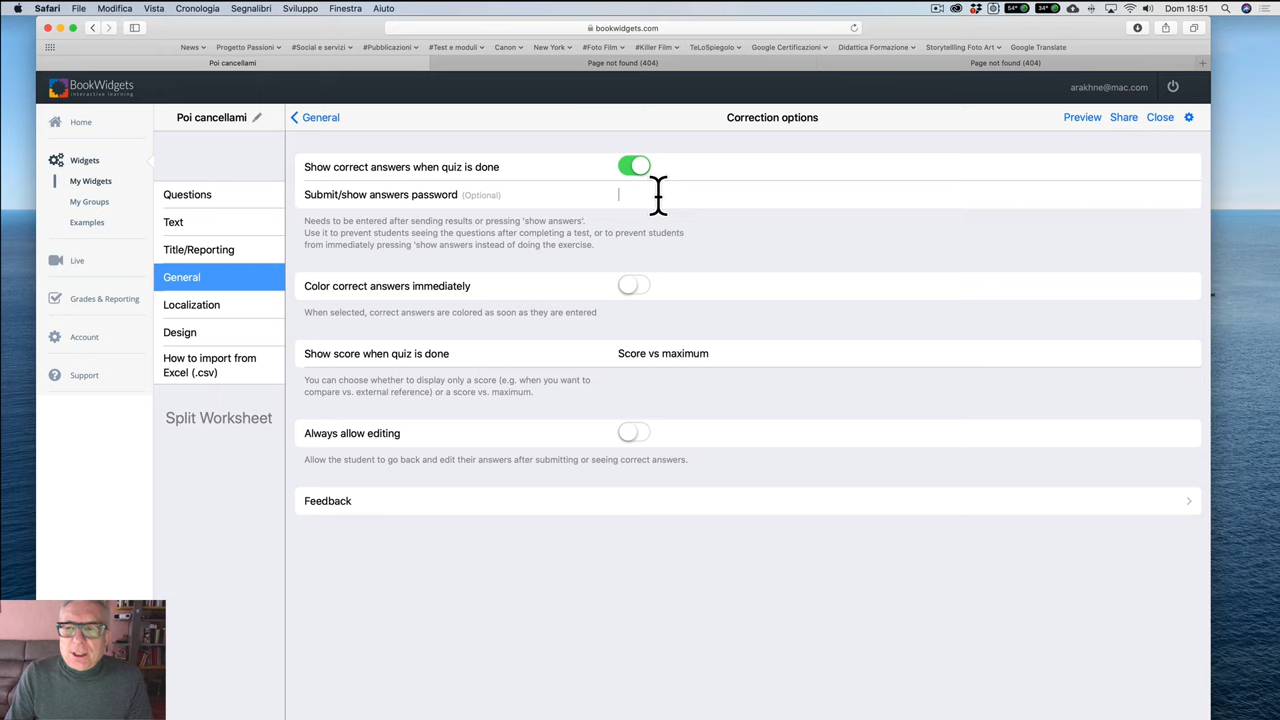 Safari File Modifica Vista Cronologia Segnalibri Sviluppo Finestra Aiuto
54° 34° Dom 18:51
bookwidgets.com
News Progetto Passioni #Social e servizi #Pubblicazioni #Test e moduli Canon New York #Foto Film #Killer Film TeLoSpiegolo Google Certificazioni Didattica Formazione Storytelling Foto Art Google Translate
Poi cancellami Page not found (404) Page not found (404)
BookWidgets
interactive learning
arakhne@mac.com
Home
Widgets
My Widgets
My Groups
Examples
Live
Grades & Reporting
Account
Support
Poi cancellami
Questions
Text
Title/Reporting
General
Localization
Design
How to import from
Excel (.csv)
Split Worksheet
General Correction options Preview Share Close
Show correct answers when quiz is done
Submit/show answers password (Optional)
Needs to be entered after sending results or pressing 'show answers'.
Use it to prevent students seeing the questions after completing a test, or to prevent students
from immediately pressing 'show answers instead of doing the exercise.
Color correct answers immediately
When selected, correct answers are colored as soon as they are entered
Show score when quiz is done Score vs maximum
You can choose whether to display only a score (e.g. when you want to
compare vs. external reference) or a score vs. maximum.
Always allow editing
Allow the student to go back and edit their answers after submitting or seeing correct answers.
Feedback